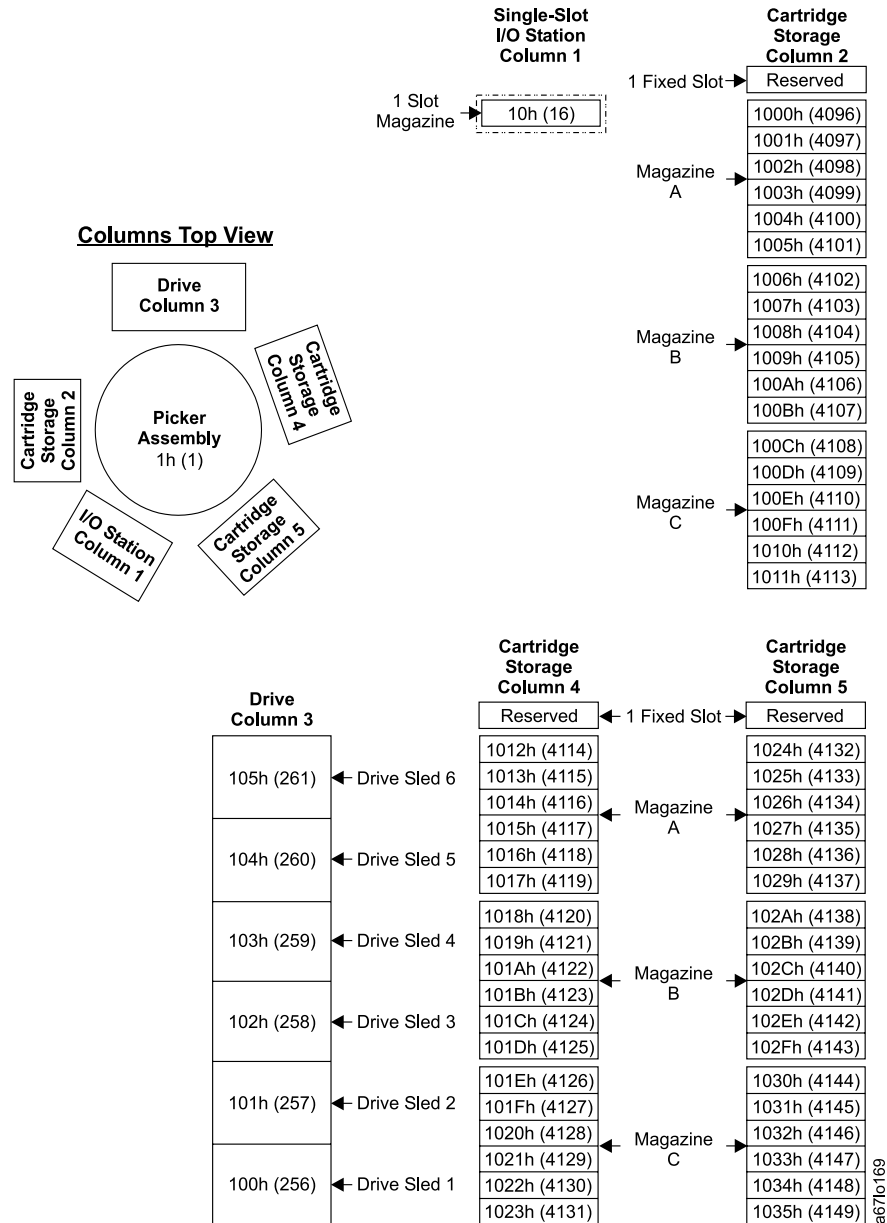 Single-Slot
I/O Station
Column 1
1 Slot
Magazine
10h (16)
Cartridge
Storage
Column 2
1 Fixed Slot
Reserved
Magazine
A
1000h (4096)
1001h (4097)
1002h (4098)
1003h (4099)
1004h (4100)
1005h (4101)
Magazine
B
1006h (4102)
1007h (4103)
1008h (4104)
1009h (4105)
100Ah (4106)
100Bh (4107)
Magazine
C
100Ch (4108)
100Dh (4109)
100Eh (4110)
100Fh (4111)
1010h (4112)
1011h (4113)
Columns Top View
Drive
Column 3
Cartridge
Storage
Column 4
Cartridge
Storage
Column 2
Picker
Assembly
1h (1)
I/O Station
Column 1
Cartridge
Storage
Column 5
Drive
Column 3
105h (261)
Drive Sled 6
104h (260)
Drive Sled 5
103h (259)
Drive Sled 4
102h (258)
Drive Sled 3
101h (257)
Drive Sled 2
100h (256)
Drive Sled 1
Cartridge
Storage
Column 4
Reserved
1 Fixed Slot
1012h (4114)
1013h (4115)
1014h (4116)
1015h (4117)
1016h (4118)
1017h (4119)
Magazine
A
1018h (4120)
1019h (4121)
101Ah (4122)
101Bh (4123)
101Ch (4124)
101Dh (4125)
Magazine
B
101Eh (4126)
101Fh (4127)
1020h (4128)
1021h (4129)
1022h (4130)
1023h (4131)
Magazine
C
Cartridge
Storage
Column 5
Reserved
1024h (4132)
1025h (4133)
1026h (4134)
1027h (4135)
1028h (4136)
1029h (4137)
102Ah (4138)
102Bh (4139)
102Ch (4140)
102Dh (4141)
102Eh (4142)
102Fh (4143)
1030h (4144)
1031h (4145)
1032h (4146)
1033h (4147)
1034h (4148)
1035h (4149)
a67lo169